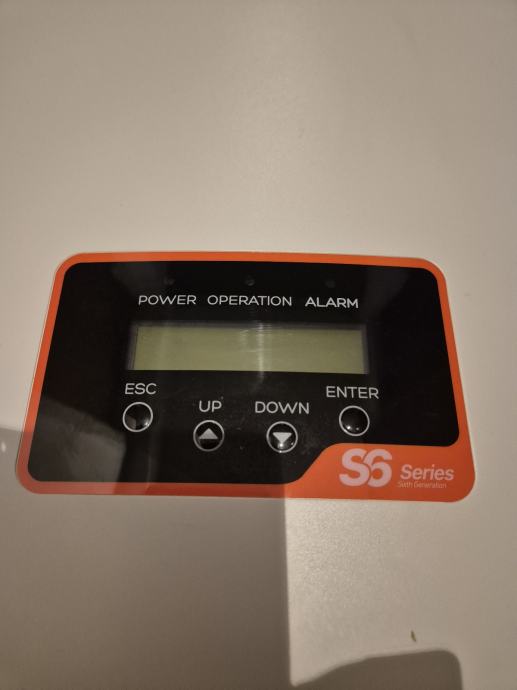 POWER OPERATION ALARM
ESC UP DOWN ENTER
S6 Series
Sixth Generation